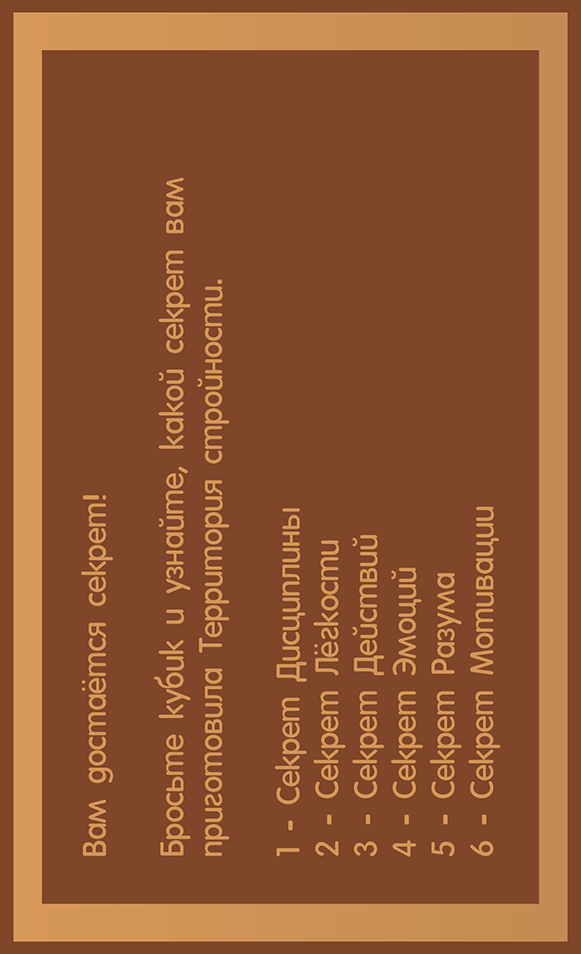 Вам достаётся секрет!
Бросьте кубик и узнайте, какой секрет вам
приготовила Территория стройности.
1 - Секрет Дисциплины
2 - Секрет Лёгкости
3 - Секрет Действий
4 - Секрет Эмоций
5 - Секрет Разума
6 - Секрет Мотивации